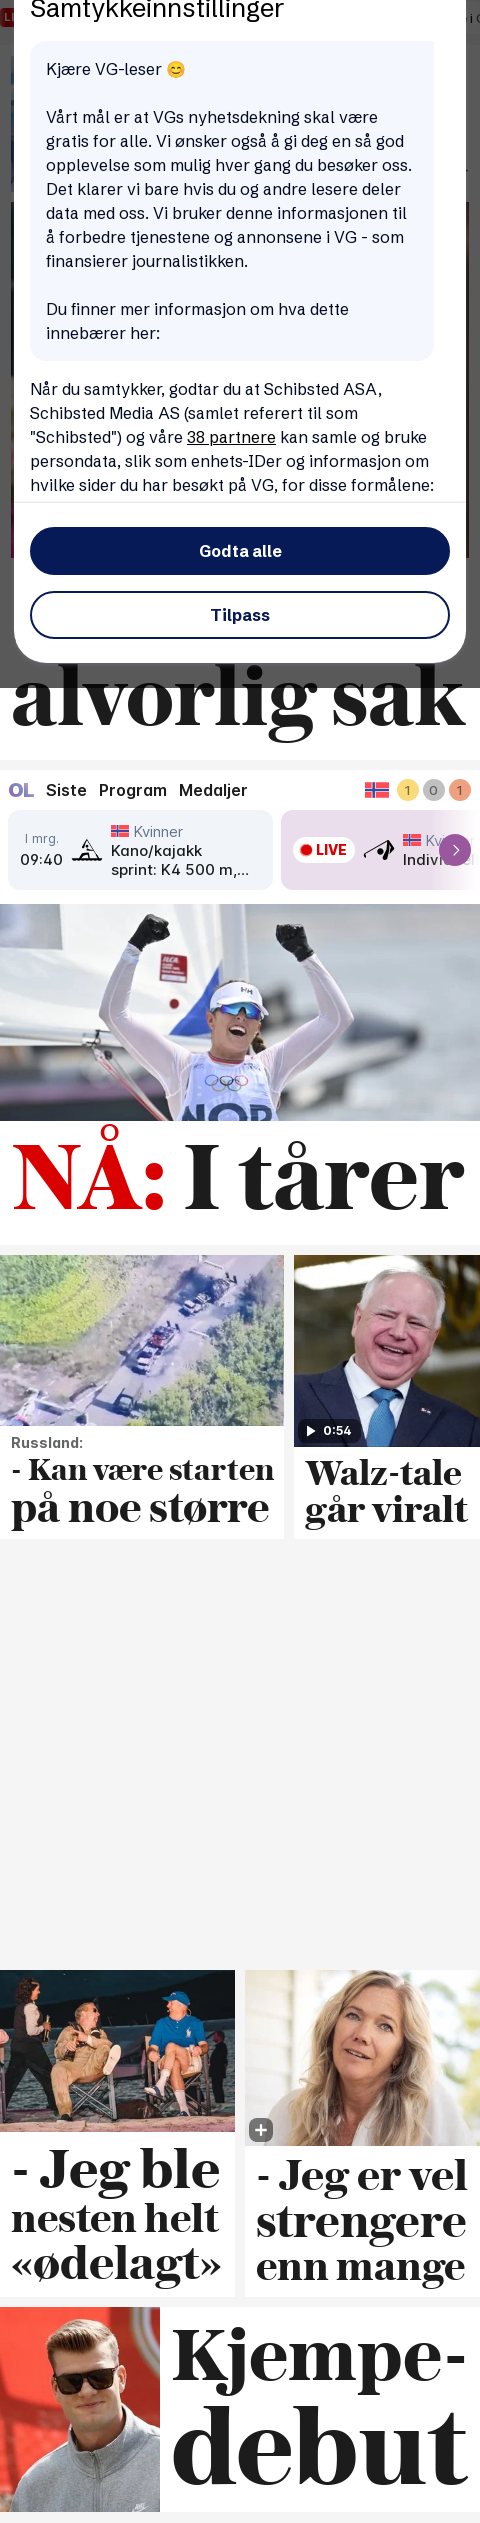 Samtykkeinnstillinger
Kjære VG-leser 😊
Vårt mål er at VGs nyhetsdekning skal være
gratis for alle. Vi ønsker også å gi deg en så god
opplevelse som mulig hver gang du besøker oss.
Det klarer vi bare hvis du og andre lesere deler
data med oss. Vi bruker denne informasjonen til
å forbedre tjenestene og annonsene i VG - som
finansierer journalistikken.
Du finner mer informasjon om hva dette
innebærer her:
Når du samtykker, godtar du at Schibsted ASA,
Schibsted Media AS (samlet referert til som
"Schibsted") og våre 38 partnere kan samle og bruke
persondata, slik som enhets-IDer og informasjon om
hvilke sider du har besøkt på VG, for disse formålene:
Godta alle
Tilpass
alvorlig sak
OL Siste Program Medaljer 1 0 1
I mrg.
09:40
Kvinner
Kano/kajakk
sprint: K4 500 m,...
LIVE
NOR
NÅ: I tårer
Russland:
- Kan være starten
på noe større
0:54
Walz-tale
går viralt
- Jeg ble
nesten helt
«ødelagt»
- Jeg er vel
strengere
enn mange
Kjempe-
debut